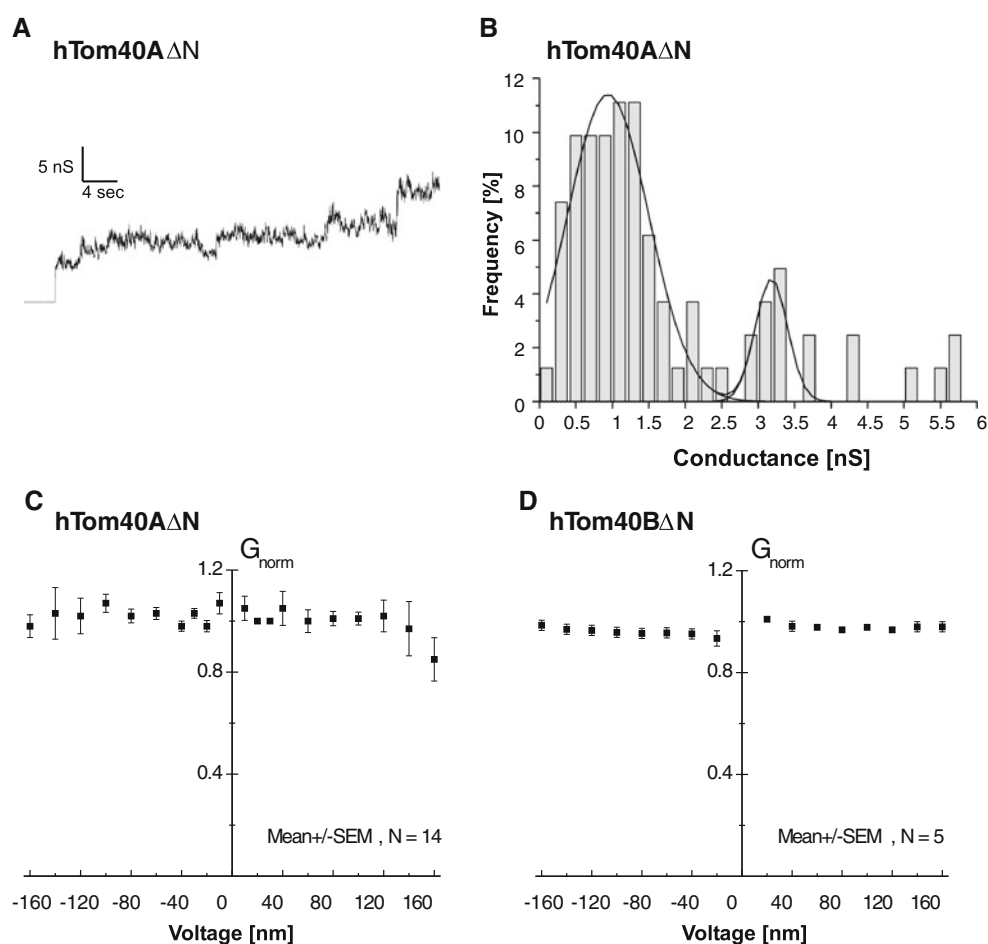 A
hTom40AΔN
5 nS
4 sec
B
hTom40AΔN
12
10
8
6
4
2
0
Frequency [%]
0 0.5 1 1.5 2 2.5 3 3.5 4 4.5 5 5.5 6
Conductance [nS]
C
hTom40AΔN
Gnorm
1.2
0.8
0.4
Mean+/-SEM , N = 14
-160 -120 -80 -40 0 40 80 120 160
Voltage [nm]
D
hTom40BΔN
Gnorm
1.2
0.8
0.4
Mean+/-SEM , N = 5
-160 -120 -80 -40 0 40 80 120 160
Voltage [nm]